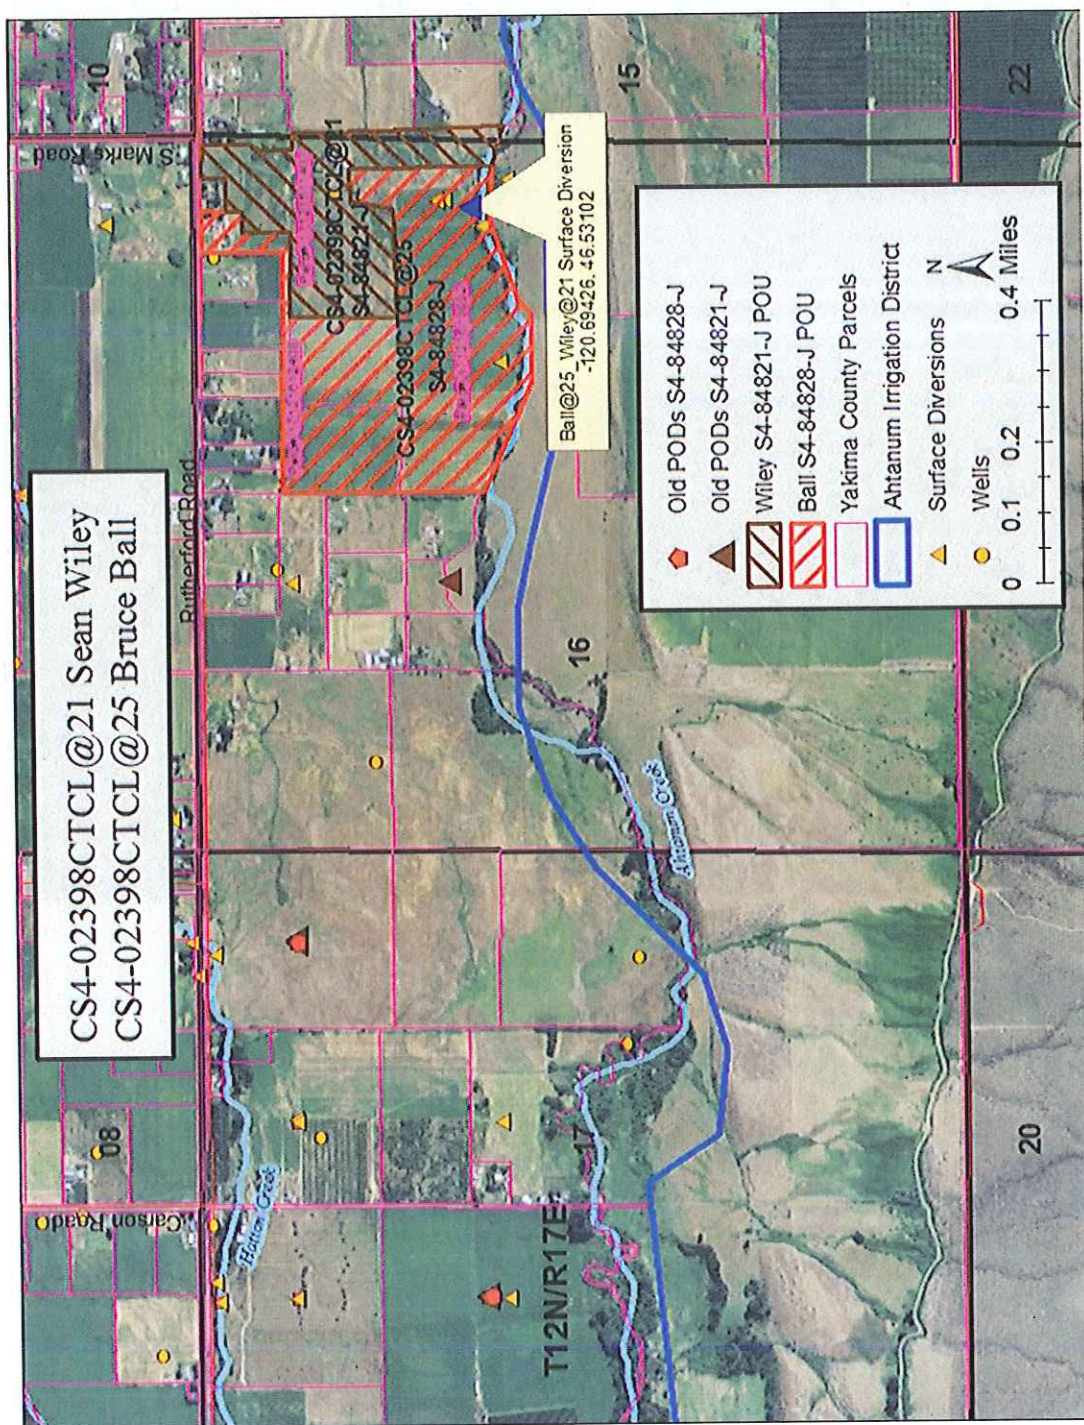 CS4-02398CTCL@21 Sean Wiley
CS4-02398CTCL@25 Bruce Ball
10
S Marks Road
Rutherford Road
08
Carson Road
Hatton Creek
CS4-02398CTCL@21
S4-84821-J
CS4-02398CTCL@25
S4-84828-J
Ball@25_Wiley@21 Surface Diversion
-120.69426, 46.53102
15
16
17
T12N/R17E
Ahtanum Creek
20
22
Old PODs S4-84828-J
Old PODs S4-84821-J
Wiley S4-84821-J POU
Ball S4-84828-J POU
Yakima County Parcels
Ahtanum Irrigation District
Surface Diversions
Wells
N
0 0.1 0.2 0.4 Miles